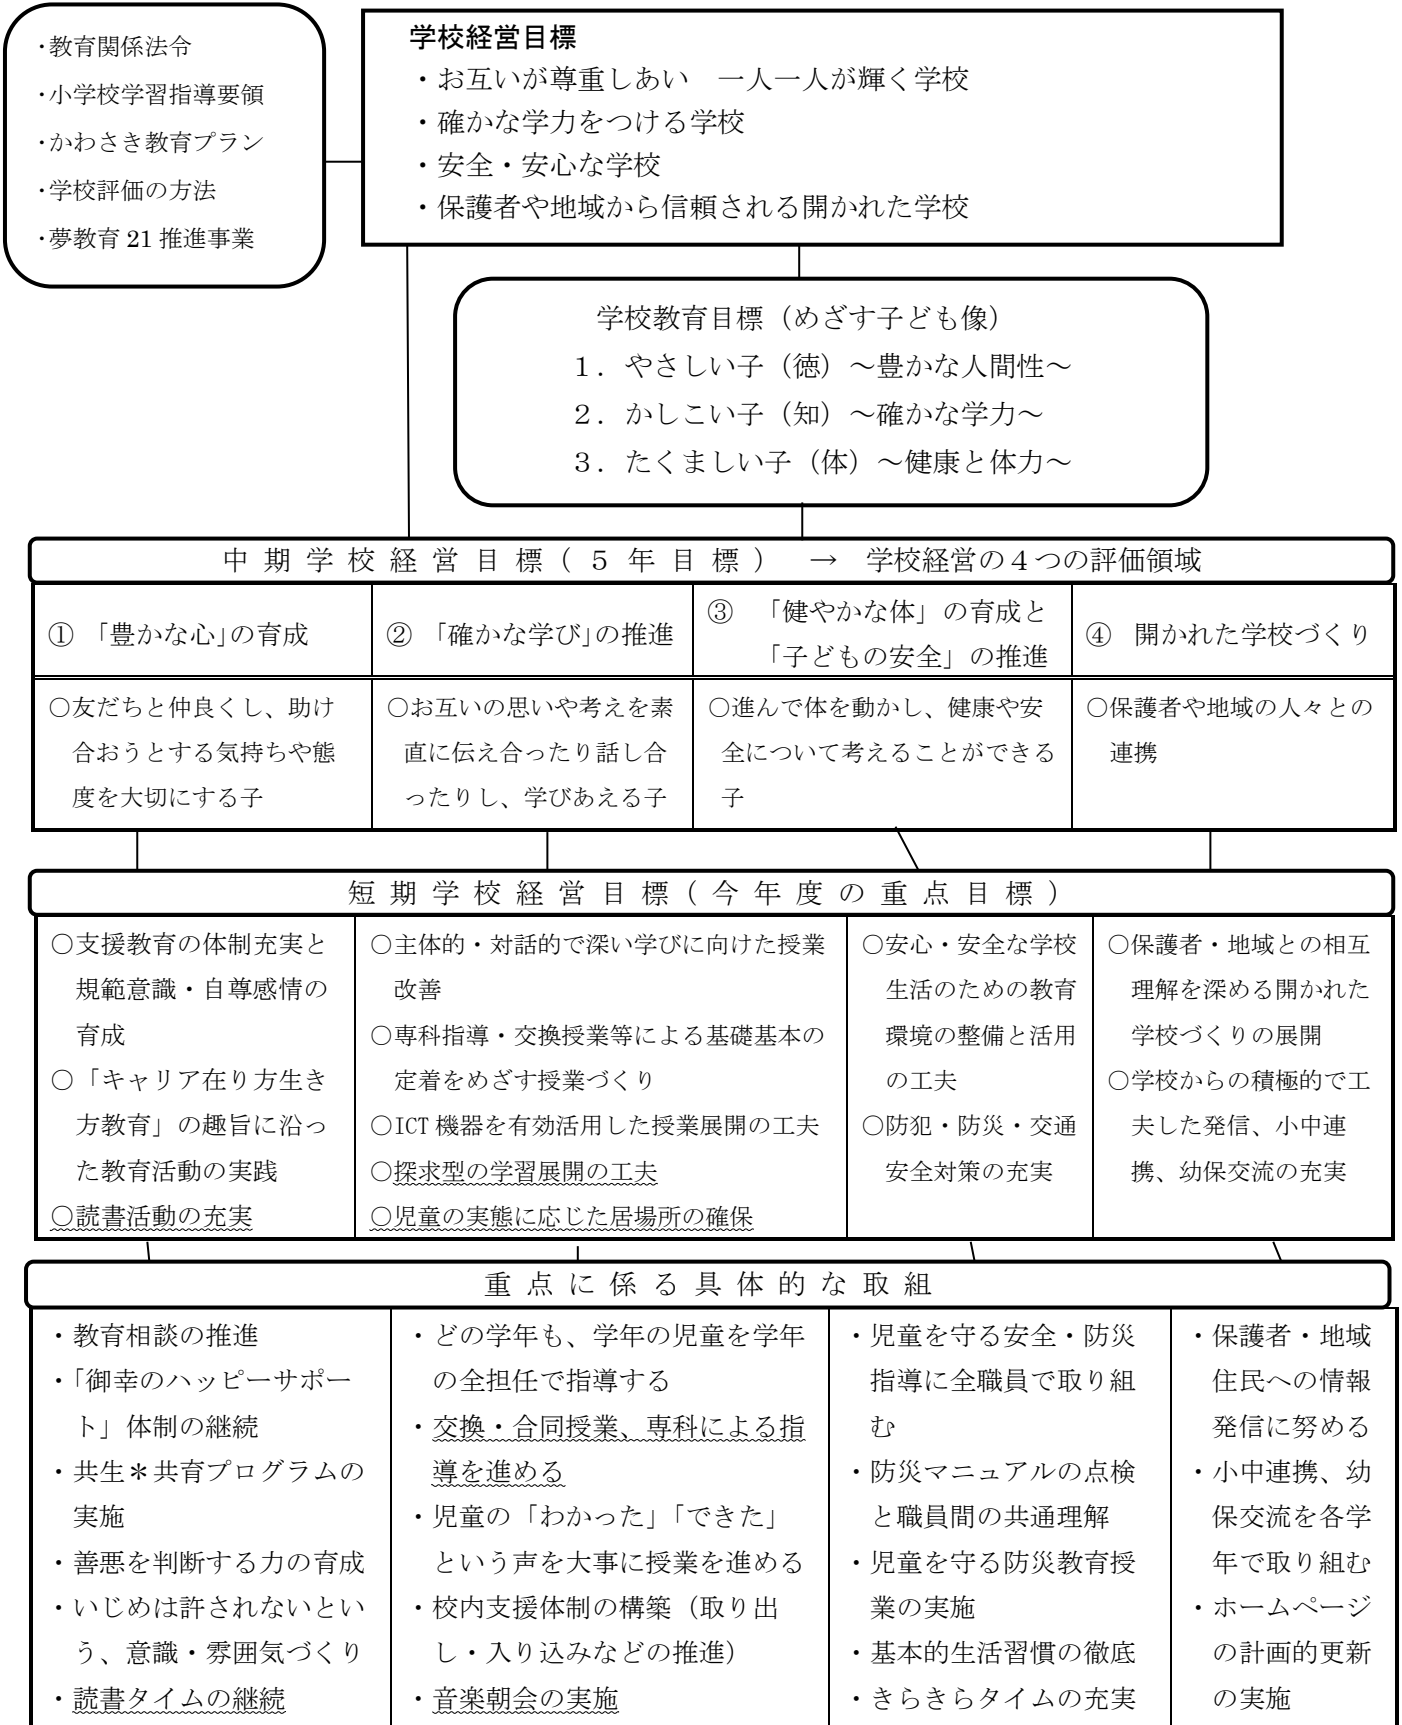 ・教育関係法令
・小学校学習指導要領
・かわさき教育プラン
・学校評価の方法
・夢教育 21 推進事業
学校経営目標
・お互いが尊重しあい　一人一人が輝く学校
・確かな学力をつける学校
・安全・安心な学校
・保護者や地域から信頼される開かれた学校
学校教育目標（めざす子ども像）
１．やさしい子（徳）～豊かな人間性～
２．かしこい子（知）～確かな学力～
３．たくましい子（体）～健康と体力～
中期学校経営目標（５年目標）　→　学校経営の４つの評価領域
① 「豊かな心」の育成
② 「確かな学び」の推進
③　「健やかな体」の育成と
「子どもの安全」の推進
④　開かれた学校づくり
○友だちと仲良くし、助け
合おうとする気持ちや態
度を大切にする子
○お互いの思いや考えを素
直に伝え合ったり話し合
ったりし、学びあえる子
○進んで体を動かし、健康や安
全について考えることができる
子
○保護者や地域の人々との
連携
短期学校経営目標（今年度の重点目標）
○支援教育の体制充実と
規範意識・自尊感情の
育成
○「キャリア在り方生き
方教育」の趣旨に沿っ
た教育活動の実践
○読書活動の充実
○主体的・対話的で深い学びに向けた授業
改善
○専科指導・交換授業等による基礎基本の
定着をめざす授業づくり
○ICT 機器を有効活用した授業展開の工夫
○探求型の学習展開の工夫
○児童の実態に応じた居場所の確保
○安心・安全な学校
生活のための教育
環境の整備と活用
の工夫
○防犯・防災・交通
安全対策の充実
○保護者・地域との相互
理解を深める開かれた
学校づくりの展開
○学校からの積極的で工
夫した発信、小中連
携、幼保交流の充実
重点に係る具体的な取組
・教育相談の推進
・「御幸のハッピーサポー
ト」体制の継続
・共生＊共育プログラムの
実施
・善悪を判断する力の育成
・いじめは許されないとい
う、意識・雰囲気づくり
・読書タイムの継続
・どの学年も、学年の児童を学年
の全担任で指導する
・交換・合同授業、専科による指
導を進める
・児童の「わかった」「できた」
という声を大事に授業を進める
・校内支援体制の構築（取り出
し・入り込みなどの推進）
・音楽朝会の実施
・児童を守る安全・防災
指導に全職員で取り組
む
・防災マニュアルの点検
と職員間の共通理解
・児童を守る防災教育授
業の実施
・基本的生活習慣の徹底
・きらきらタイムの充実
・保護者・地域
住民への情報
発信に努める
・小中連携、幼
保交流を各学
年で取り組む
・ホームページ
の計画的更新
の実施